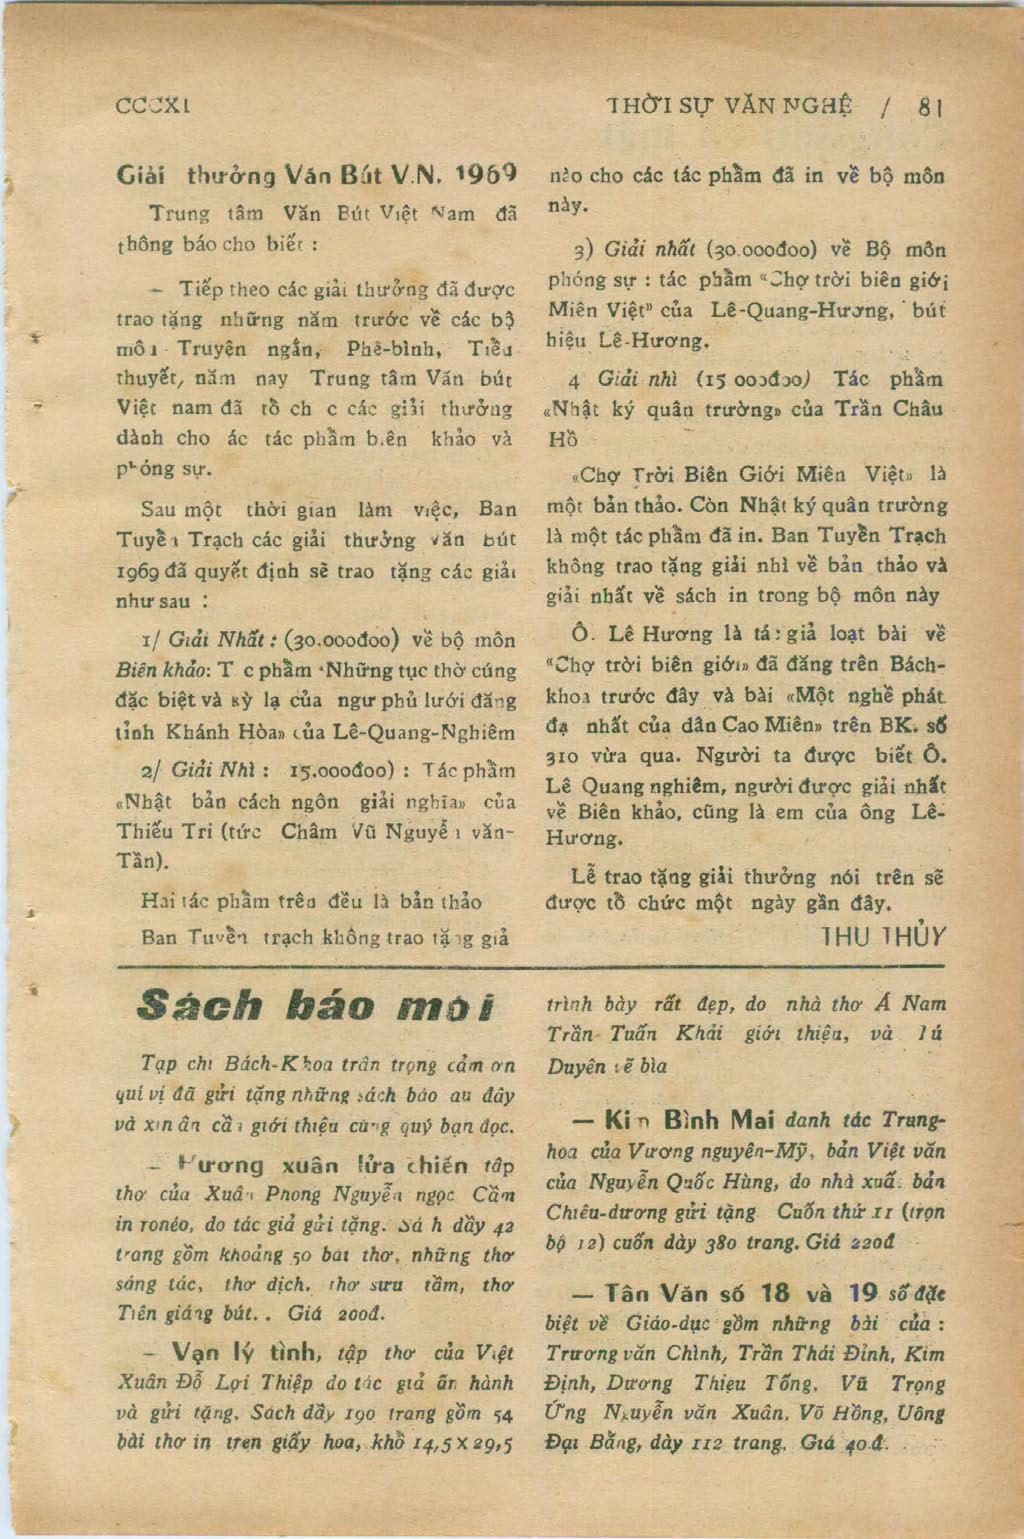 CCCXI
THỜI SỰ VĂN NGHỆ / 81
Giải thưởng Văn Bút V.N. 1969
Trung tâm Văn Bút Việt Nam đã
thông báo cho biết :
— Tiếp theo các giải thưởng đã được
trao tặng những năm trước về các bộ
môn Truyện ngắn, Phê-bình, Tiểu
thuyết, năm nay Trung tâm Văn bút
Việt nam đã tổ ch c các giải thưởng
dành cho ác tác phẩm biên khảo và
phóng sự.
Sau một thời gian làm việc, Ban
Tuyển Trạch các giải thưởng văn bút
1969 đã quyết định sẽ trao tặng các giải
như sau :
1/ Giải Nhất : (30.000đoo) về bộ môn
Biên khảo: T c phẩm «Những tục thờ cúng
đặc biệt và kỳ lạ của ngư phủ lưới đăng
tỉnh Khánh Hòa» của Lê-Quang-Nghiêm
2/ Giải Nhì : 15.000đoo) : Tác phẩm
«Nhật bản cách ngôn giải nghĩa» của
Thiếu Tri (tức Châm Vũ Nguyễn văn-
Tần).
Hai tác phẩm trên đều là bản thảo
Ban Tuyển trạch không trao tặng giả
nào cho các tác phẩm đã in về bộ môn
này.
3) Giải nhất (30.000đoo) về Bộ môn
phóng sự : tác phẩm «Chợ trời biên giới
Miên Việt» của Lê-Quang-Hương, bút
hiệu Lê-Hương.
4 Giải nhì (15 000đoo) Tác phẩm
«Nhật ký quân trường» của Trần Châu
Hồ
«Chợ Trời Biên Giới Miên Việt» là
một bản thảo. Còn Nhật ký quân trường
là một tác phẩm đã in. Ban Tuyển Trạch
không trao tặng giải nhì về bản thảo và
giải nhất về sách in trong bộ môn này
Ô. Lê Hương là tác giả loạt bài về
«Chợ trời biên giới» đã đăng trên Bách-
khoa trước đây và bài «Một nghề phát
đạ nhất của dân Cao Miên» trên BK. số
310 vừa qua. Người ta được biết Ô.
Lê Quang nghiêm, người được giải nhất
về Biên khảo, cũng là em của ông Lê-
Hương.
Lễ trao tặng giải thưởng nói trên sẽ
được tổ chức một ngày gần đây.
THU THỦY
Sách báo mới
Tạp chí Bách-Khoa trân trọng cảm ơn
quí vị đã gửi tặng những sách báo au đây
và xin ân cần giới thiệu cùng quý bạn đọc.
— Hương xuân lửa chiến tập
thơ của Xuân Phong Nguyễn ngọc Cầm
in ronéo, do tác giả gửi tặng. Sá h dầy 42
trang gồm khoảng 50 bài thơ, những thơ
sáng tác, thơ dịch, thơ sưu tầm, thơ
Tiên giáng bút.. Giá 200đ.
— Vạn lý tình, tập thơ của Việt
Xuân Đỗ Lợi Thiệp do tác giả ấn hành
và gửi tặng. Sách dầy 190 trang gồm 54
bài thơ in trên giấy hoa, khổ 14,5 X 29,5
trình bày rất đẹp, do nhà thơ Á Nam
Trần Tuấn Khải giới thiệu, và Tú
Duyên vẽ bìa
— Kim Bình Mai danh tác Trung-
hoa của Vương nguyên-Mỹ, bản Việt văn
của Nguyễn Quốc Hùng, do nhà xuất bản
Chiêu-dương gửi tặng Cuốn thứ 11 (trọn
bộ 12) cuốn dày 380 trang. Giá 220đ
— Tân Văn số 18 và 19 số đặc
biệt về Giáo-dục gồm những bài của :
Trương văn Chình, Trần Thái Đỉnh, Kim
Định, Dương Thiệu Tống, Vũ Trọng
Ứng Nguyễn văn Xuân, Võ Hồng, Uông
Đại Bằng, dày 112 trang. Giá 40đ.